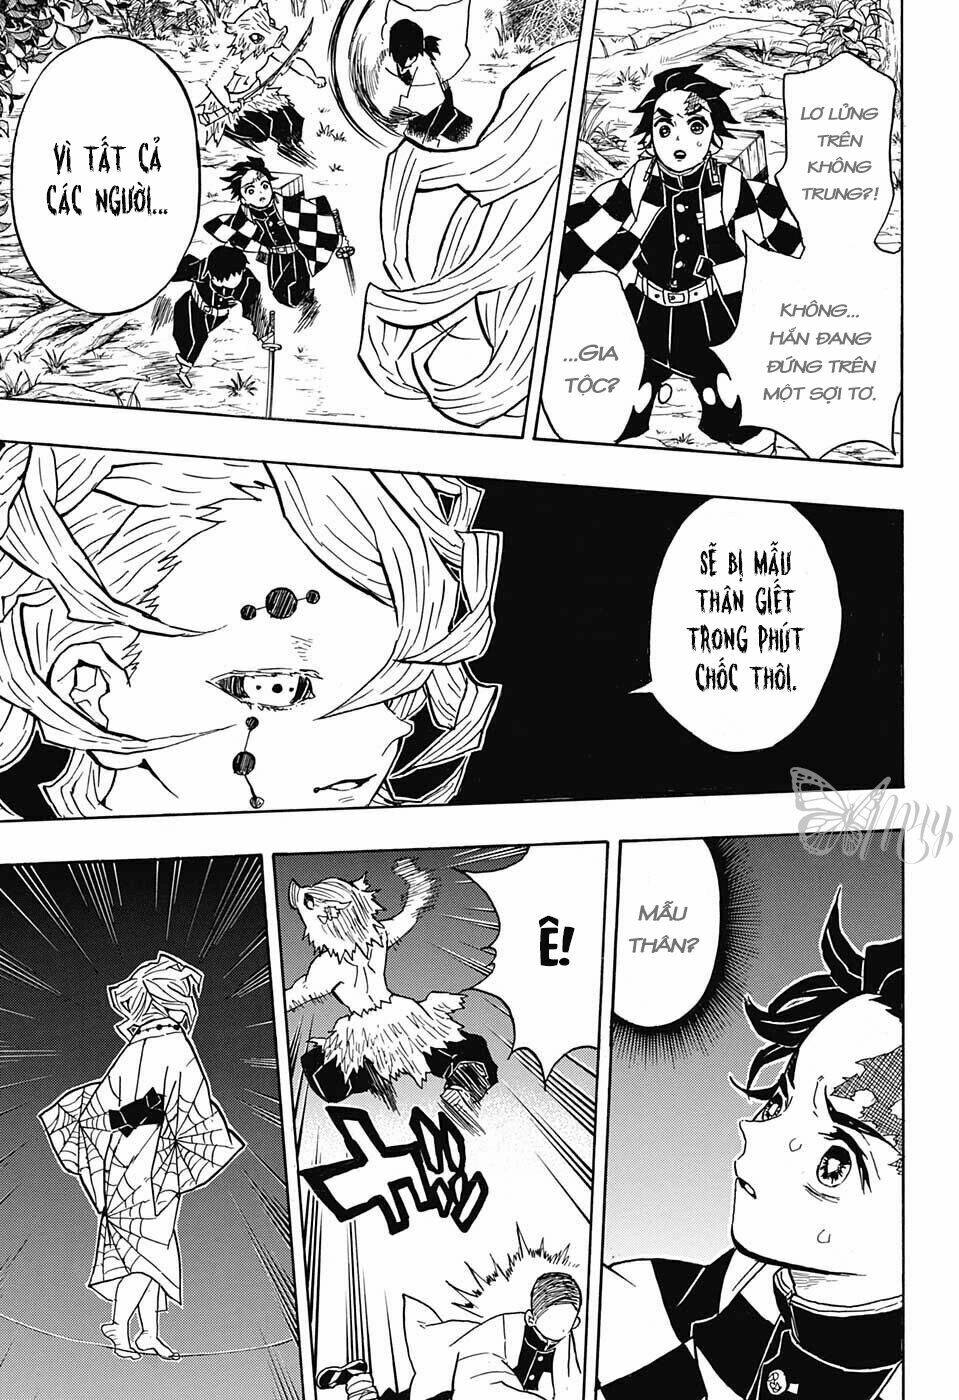 LƠ LỬNG
TRÊN
KHÔNG
TRUNG?!
KHÔNG...
HẮN ĐANG
ĐỨNG TRÊN
MỘT SỢI TƠ.
...GIA
TỘC?
VÌ TẤT CẢ
CÁC NGƯỜI...
SẼ BỊ MẪU
THÂN GIẾT
TRONG PHÚT
CHỐC THÔI.
MẪU
THÂN?
Ê!